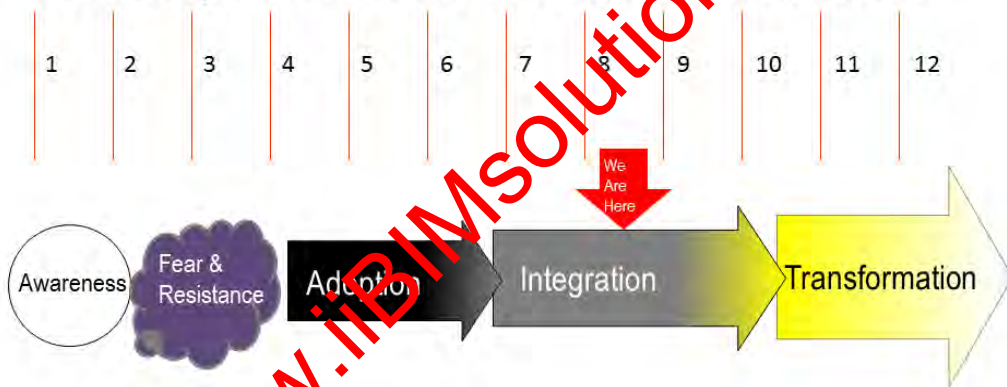 1 2 3 4 5 6 7 8 9 10 11 12
We
Are
Here
Awareness
Fear &
Resistance
Adoption
Integration
Transformation